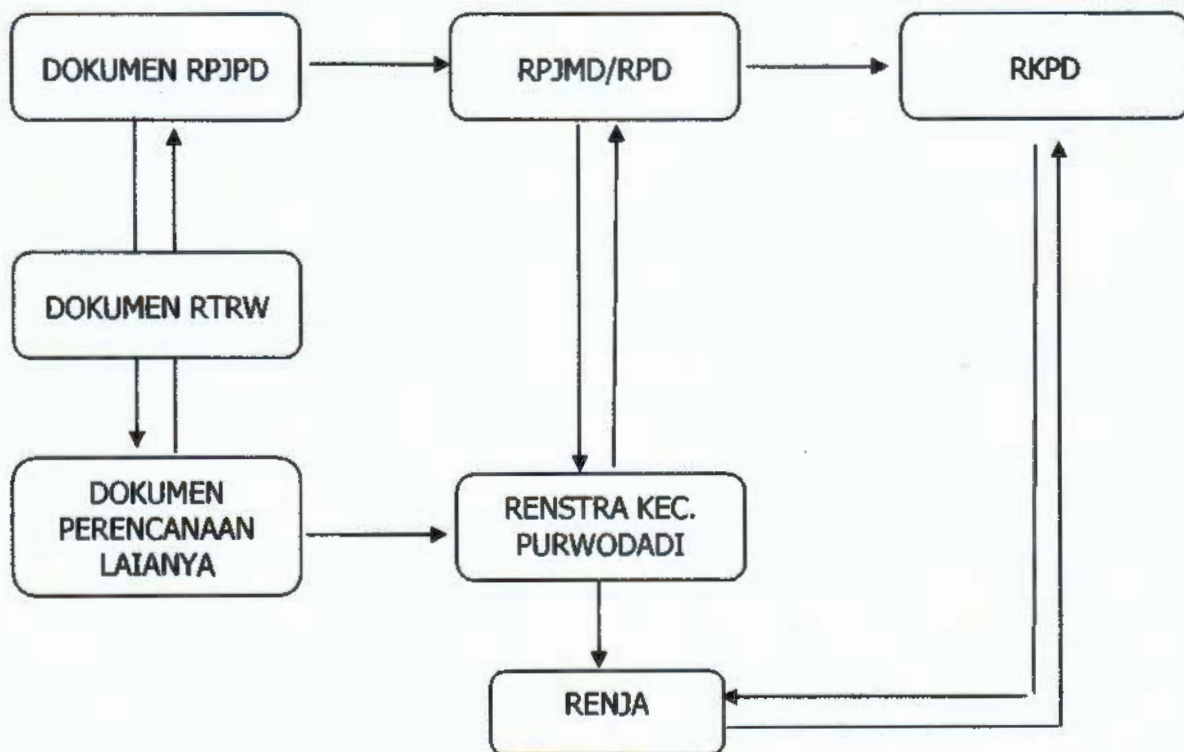 DOKUMEN RPJPD
RPJMD/RPD
RKPD
DOKUMEN RTRW
DOKUMEN
PERENCANAAN
LAIANYA
RENSTRA KEC.
PURWODADI
RENJA